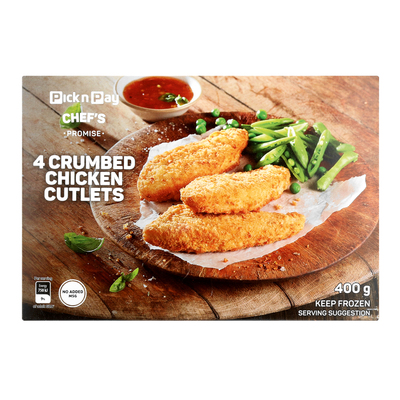 Pick n Pay
CHEF'S
• PROMISE •
4 CRUMBED
CHICKEN
CUTLETS
NO ADDED
MSG
400 g
KEEP FROZEN
SERVING SUGGESTION